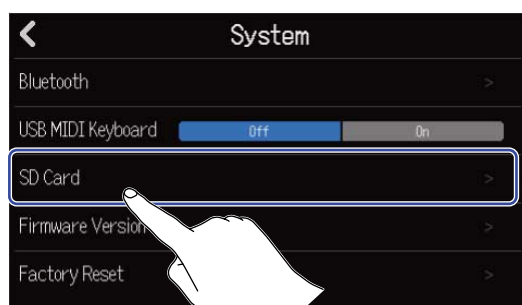 System
Bluetooth
USB MIDI Keyboard Off On
SD Card
Firmware Version
Factory Reset